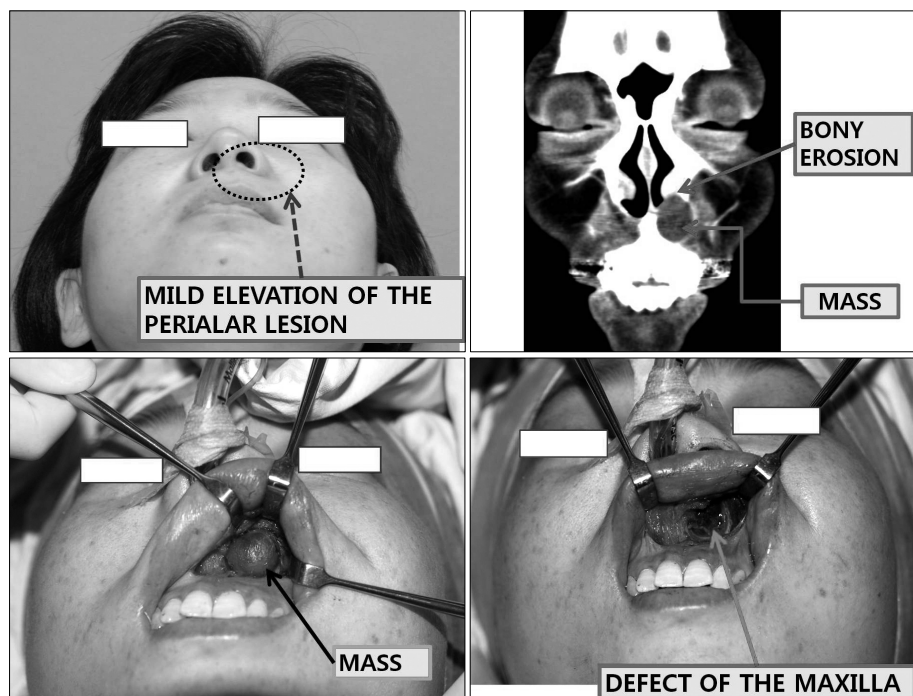 MILD ELEVATION OF THE
PERIALAR LESION
BONY
EROSION
MASS
MASS
DEFECT OF THE MAXILLA